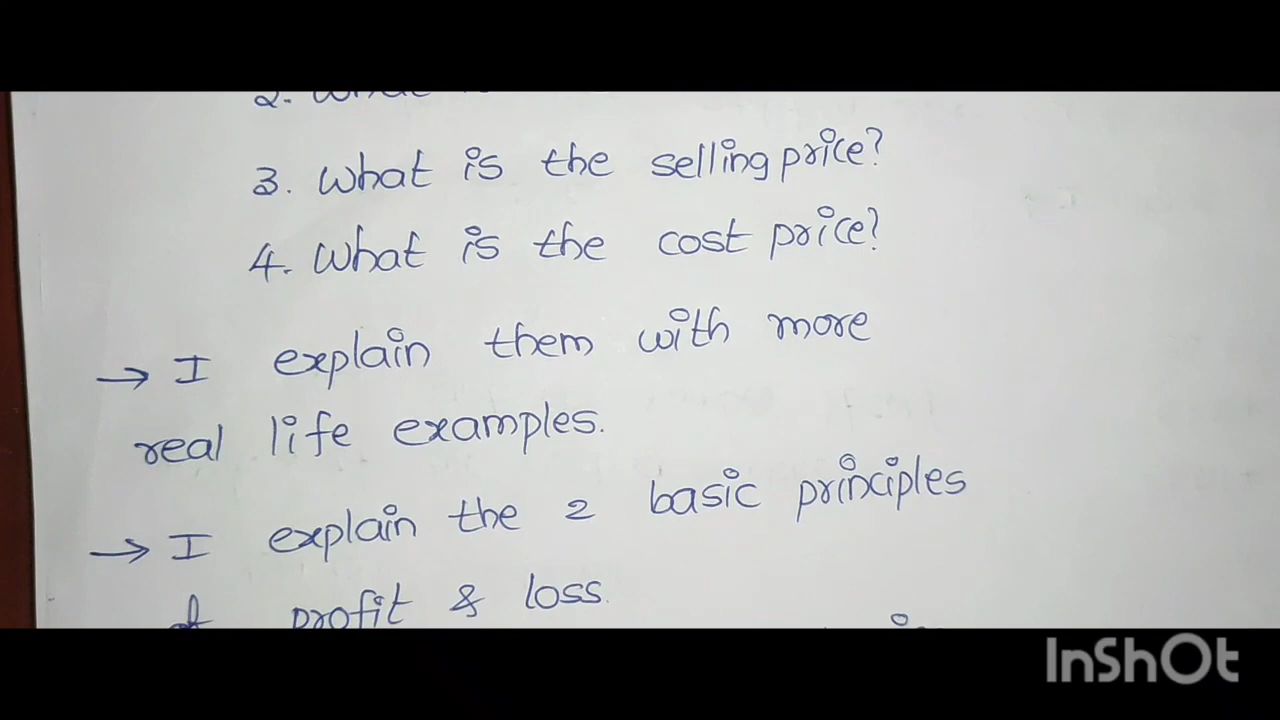 3. What is the selling price?
4. What is the cost price?
→ I explain them with more
real life examples.
→ I explain the 2 basic principles
of profit & loss.
InShOt